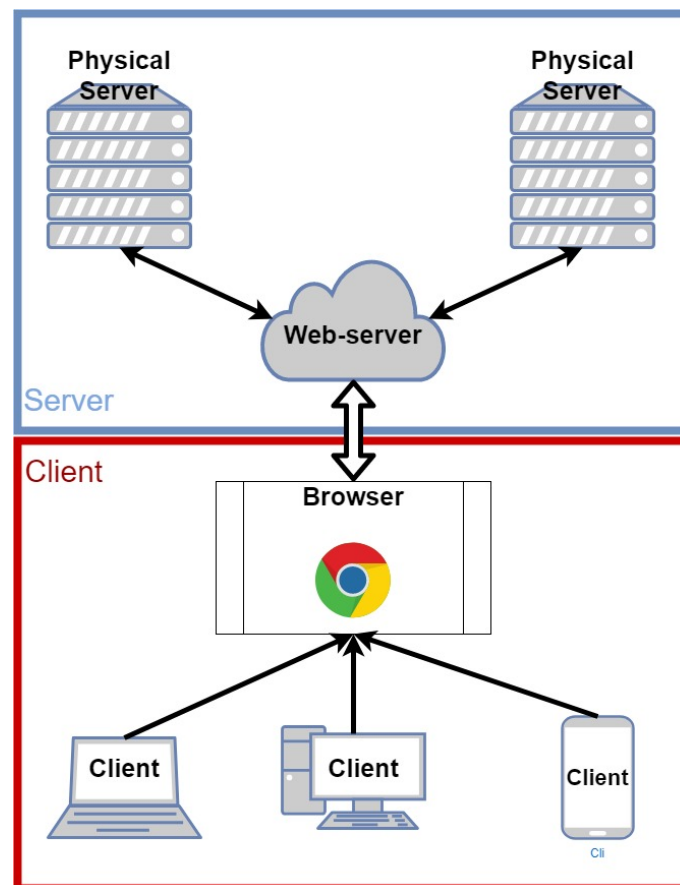 Physical
Server
Physical
Server
Web-server
Server
Client
Browser
Client
Client
Client
Cli